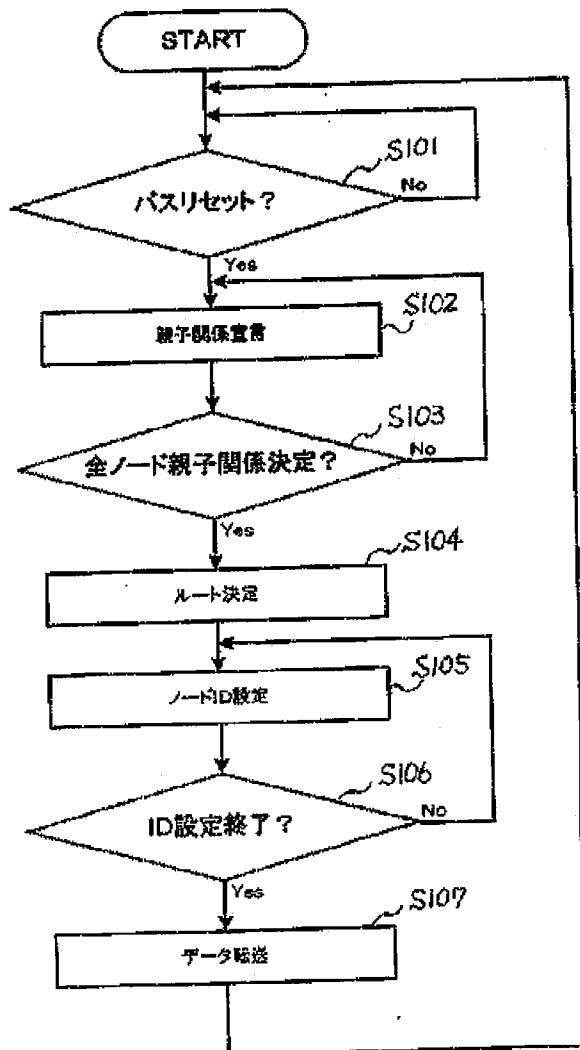 START
S101
バスリセット?
No
Yes
S102
親子関係宣言
S103
全ノード親子関係決定?
No
Yes
S104
ルート決定
S105
ノードID設定
S106
ID設定終了?
No
Yes
S107
データ転送